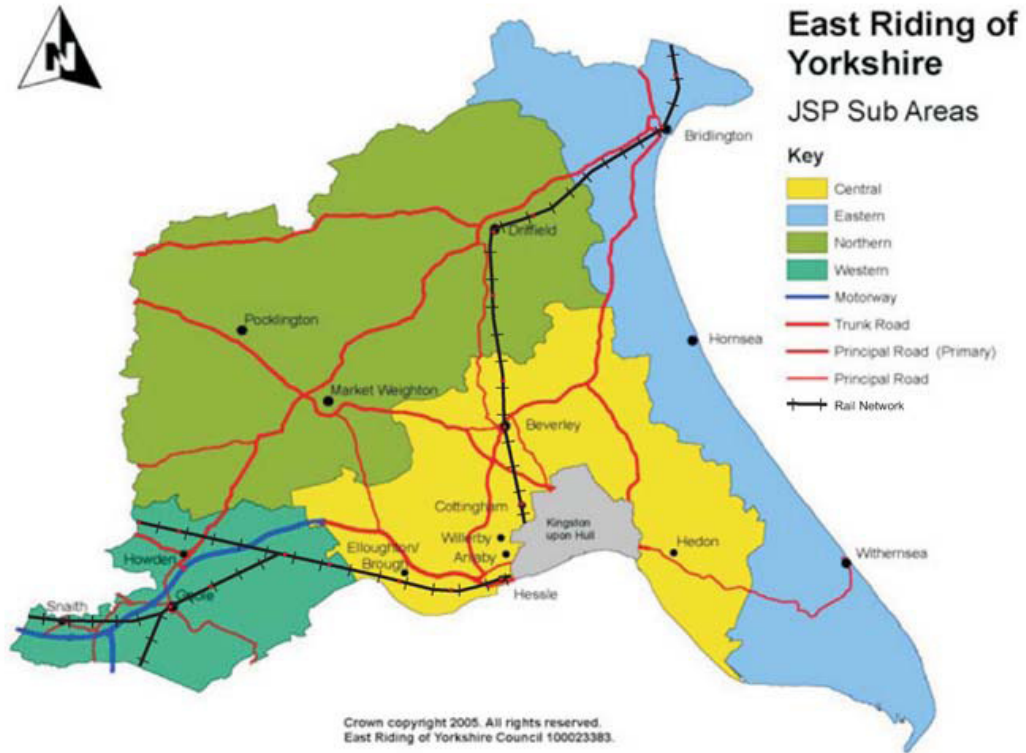 N
East Riding of
Yorkshire
JSP Sub Areas
Key
Central
Eastern
Northern
Western
Motorway
Trunk Road
Principal Road (Primary)
Principal Road
Rail Network
Bridlington
Driffield
Pocklington
Hornsea
Market Weighton
Beverley
Cottingham
Kingston
upon Hull
Willerby
Anlaby
Hedon
Withernsea
Howden
Elloughton/
Brough
Hessle
Snaith
Goole
Crown copyright 2005. All rights reserved.
East Riding of Yorkshire Council 100023383.